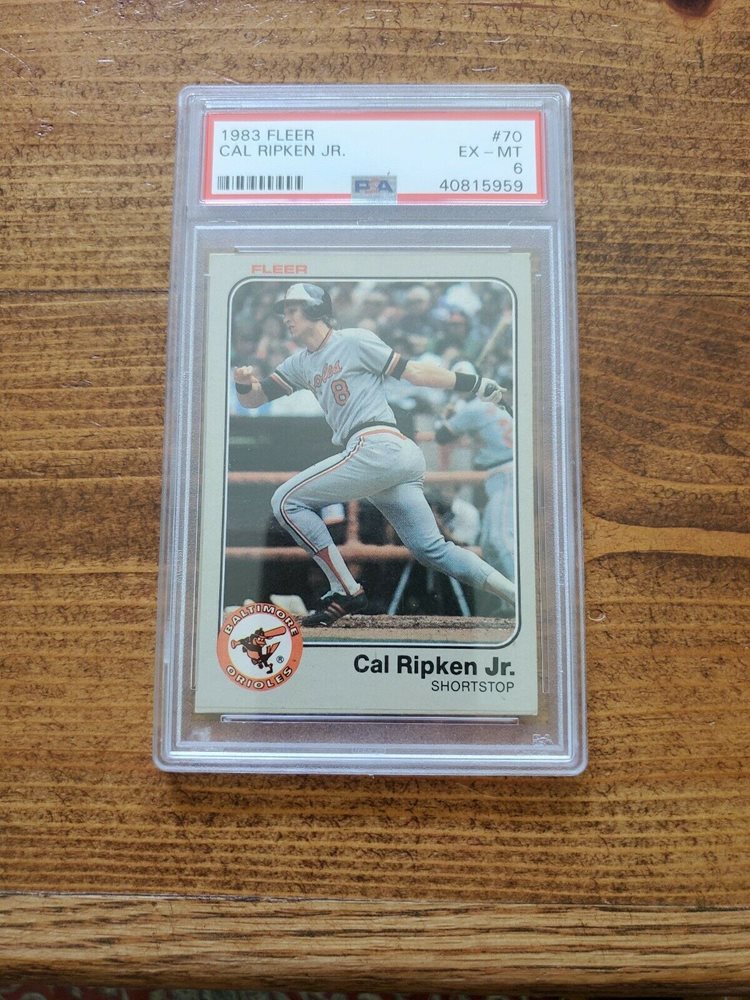 1983 FLEER #70
CAL RIPKEN JR. EX - MT
6
PSA 40815959
FLEER
oles
8
BALTIMORE
ORIOLES ®
Cal Ripken Jr.
SHORTSTOP